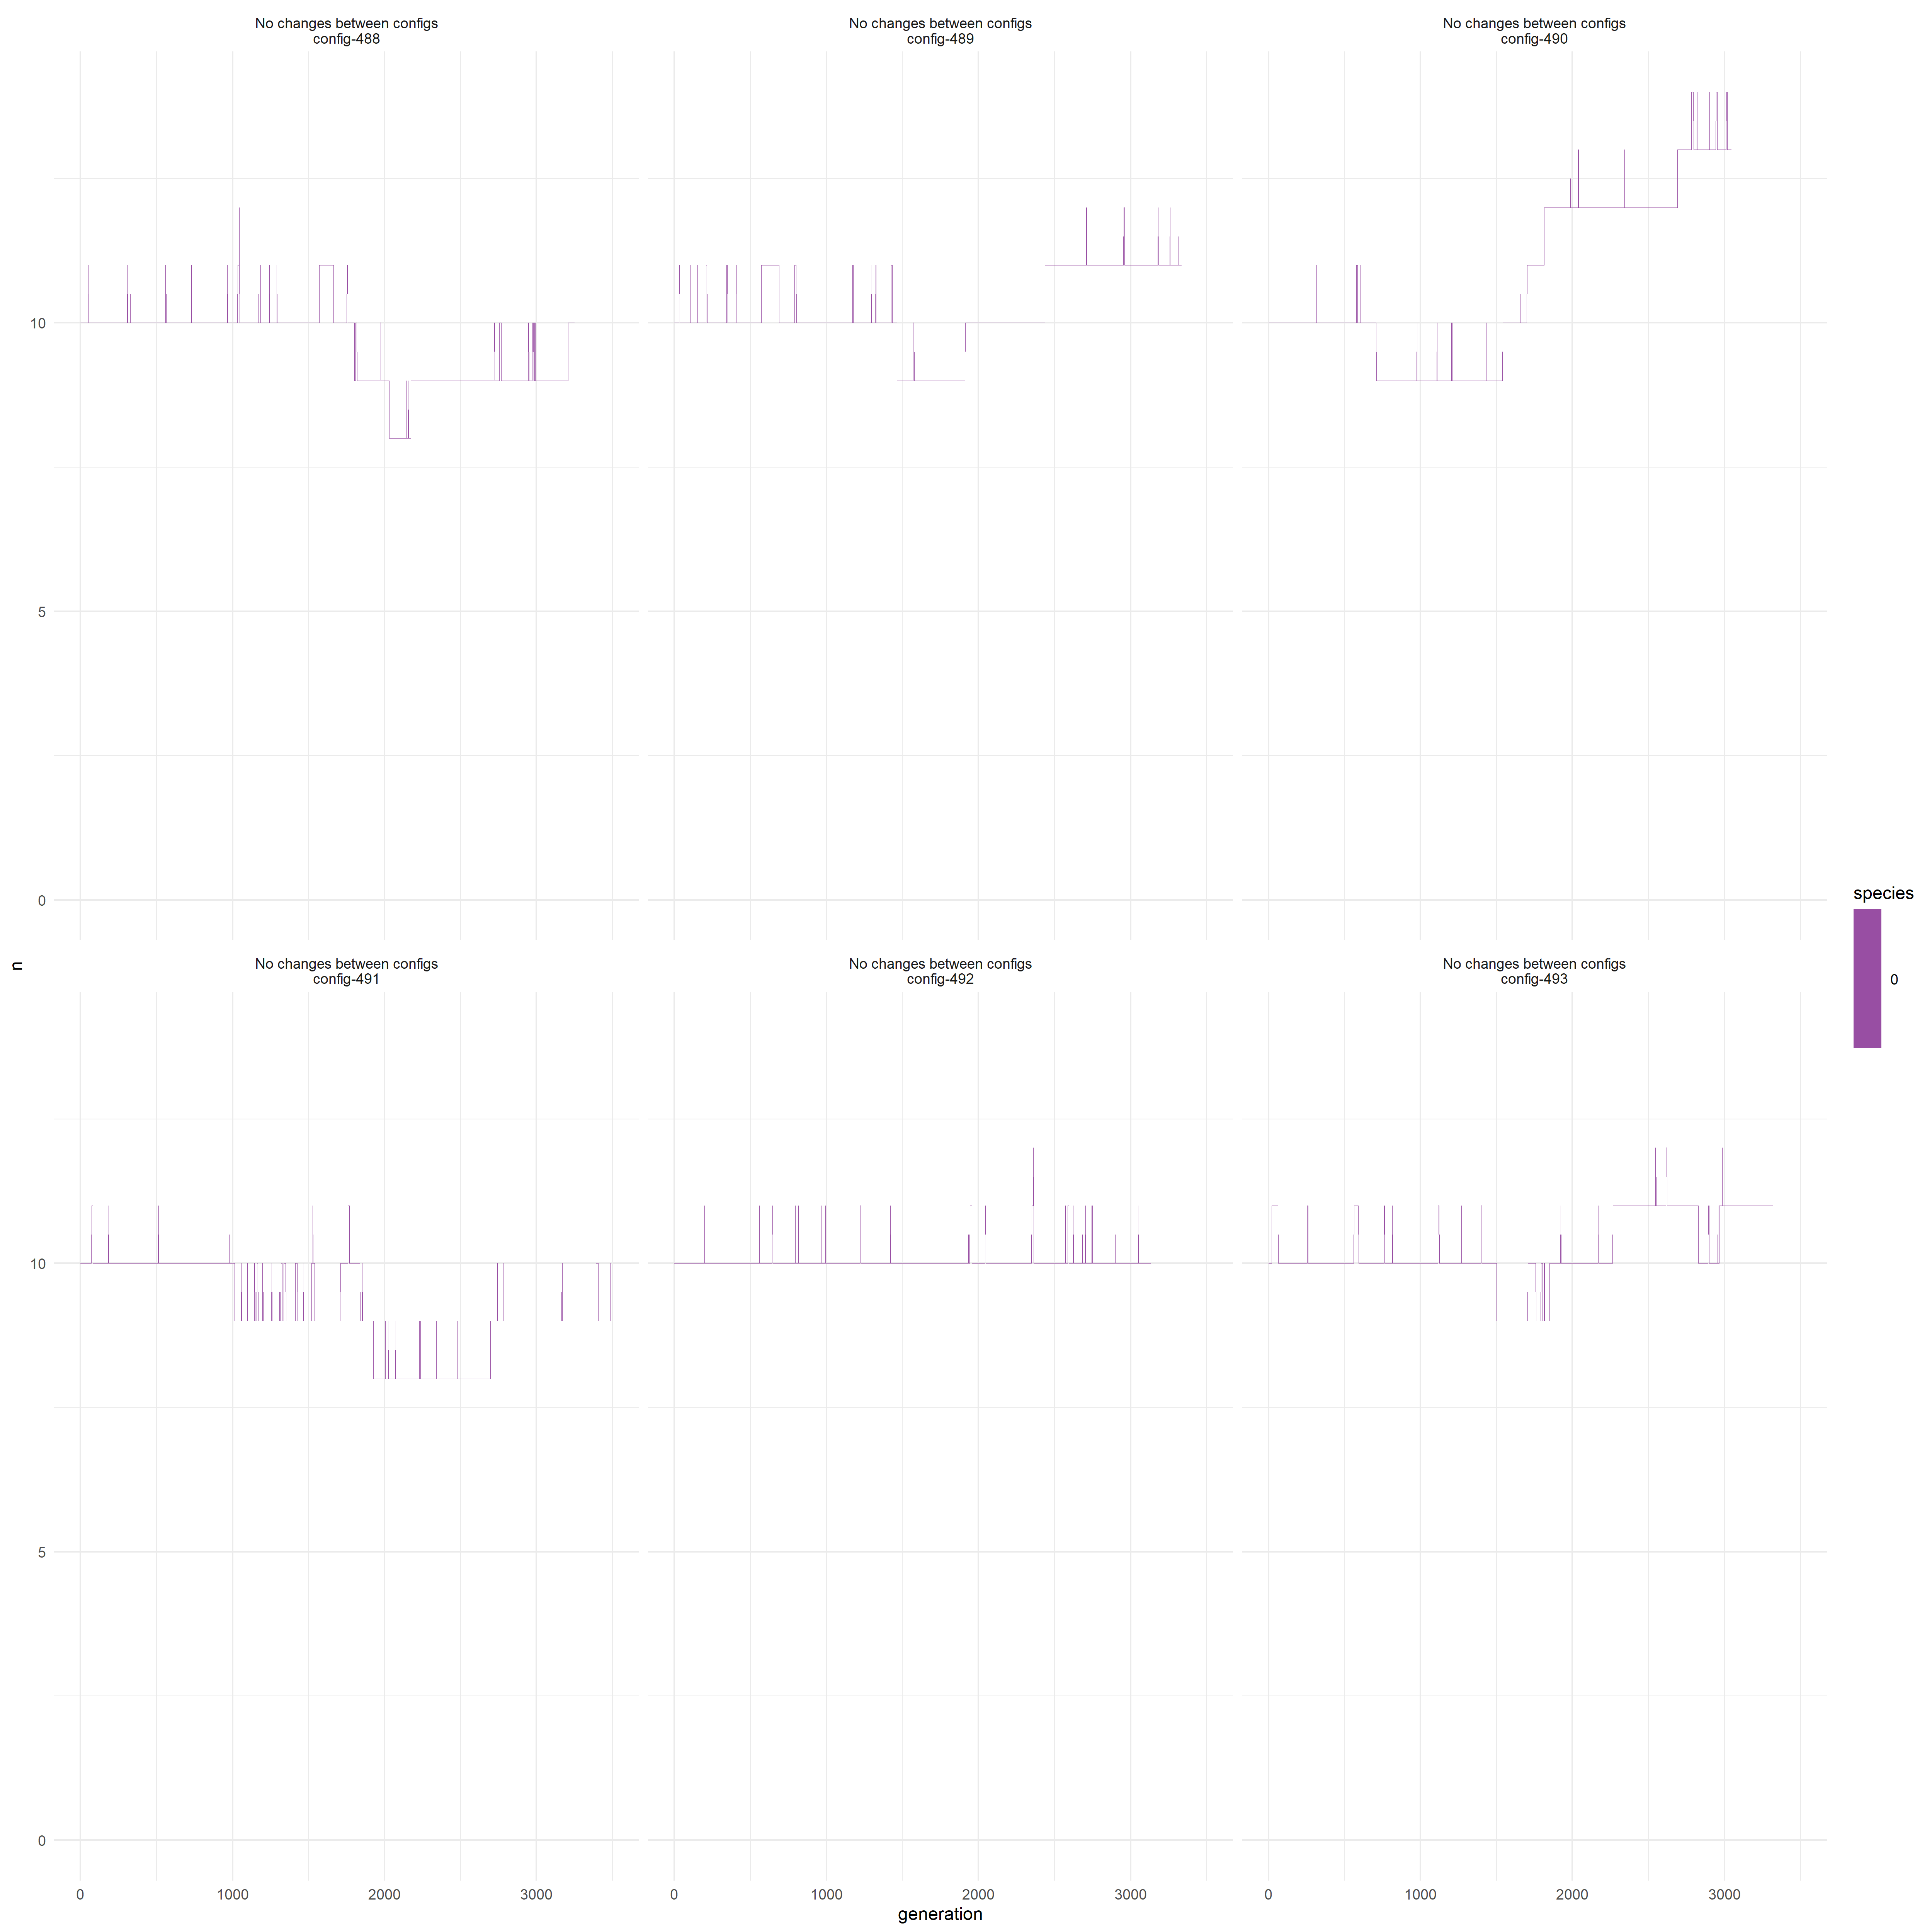 No changes between configs
config-488
No changes between configs
config-489
No changes between configs
config-490
10
5
0
n
No changes between configs
config-491
No changes between configs
config-492
No changes between configs
config-493
10
5
0
0 1000 2000 3000
0 1000 2000 3000
0 1000 2000 3000
generation
species
0